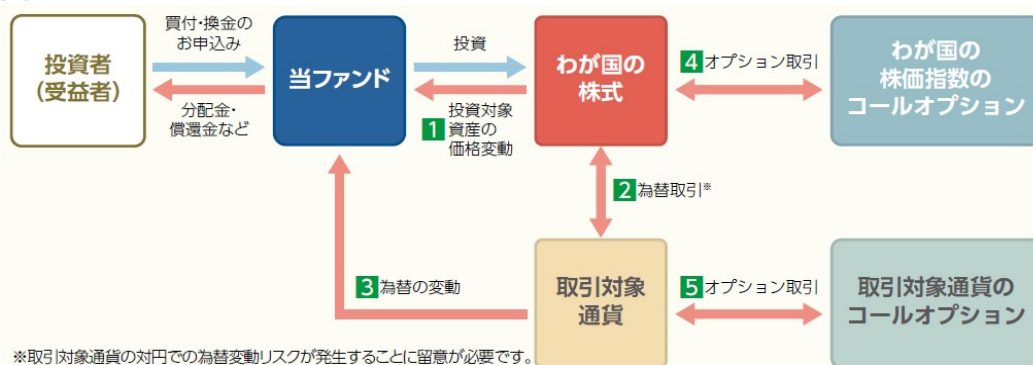 買付・換金の
お申込み
投資者
(受益者)
分配金・
償還金など
当ファンド
投資
1 投資対象
資産の
価格変動
わが国の
株式
4 オプション取引
わが国の
株価指数の
コールオプション
2 為替取引※
3 為替の変動
取引対象
通貨
5 オプション取引
取引対象通貨の
コールオプション
※取引対象通貨の対円での為替変動リスクが発生することに留意が必要です。